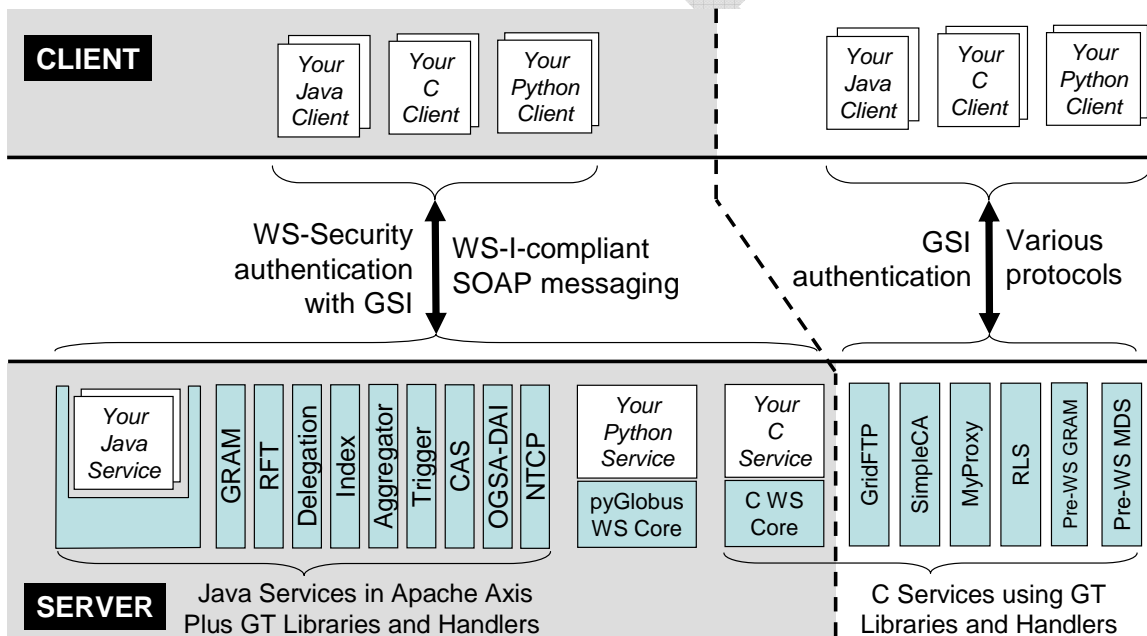 CLIENT
Your
Java
Client
Your
C
Client
Your
Python
Client
Your
Java
Client
Your
C
Client
Your
Python
Client
WS-Security
authentication
with GSI
WS-I-compliant
SOAP messaging
GSI
authentication
Various
protocols
Your
Java
Service
GRAM
RFT
Delegation
Index
Aggregator
Trigger
CAS
OGSA-DAI
NTCP
Your
Python
Service
pyGlobus
WS Core
Your
C
Service
C WS
Core
GridFTP
SimpleCA
MyProxy
RLS
Pre-WS GRAM
Pre-WS MDS
SERVER
Java Services in Apache Axis
Plus GT Libraries and Handlers
C Services using GT
Libraries and Handlers